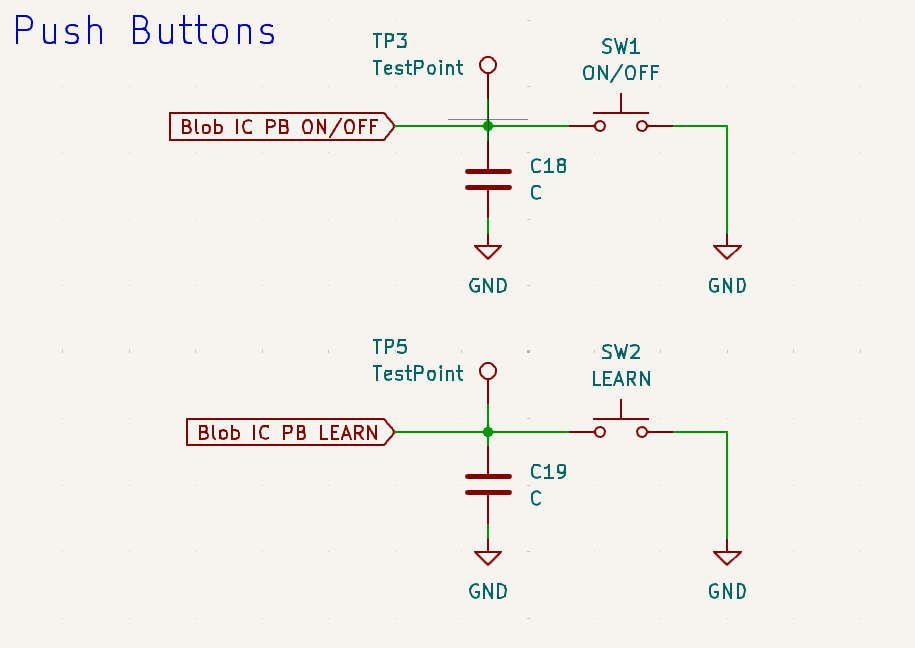 Push Buttons
TP3
TestPoint
SW1
ON/OFF
Blob IC PB ON/OFF
C18
C
GND
GND
TP5
TestPoint
SW2
LEARN
Blob IC PB LEARN
C19
C
GND
GND